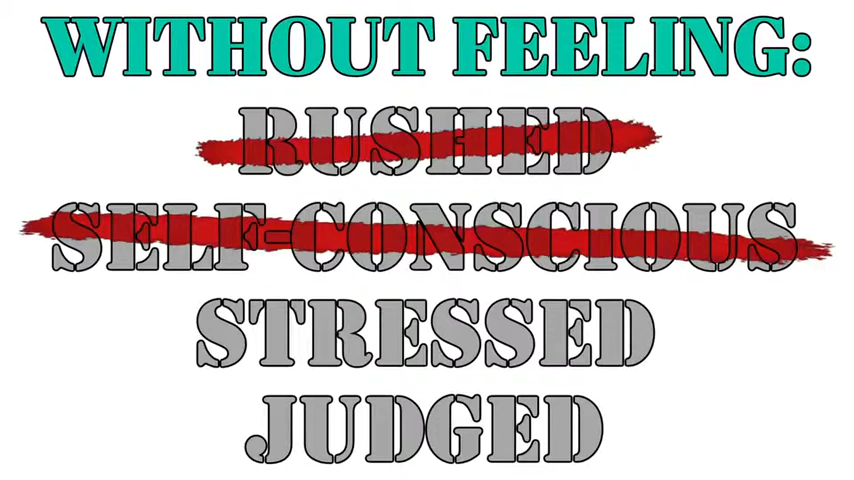 WITHOUT FEELING:
RUSHED
SELF-CONSCIOUS
STRESSED
JUDGED